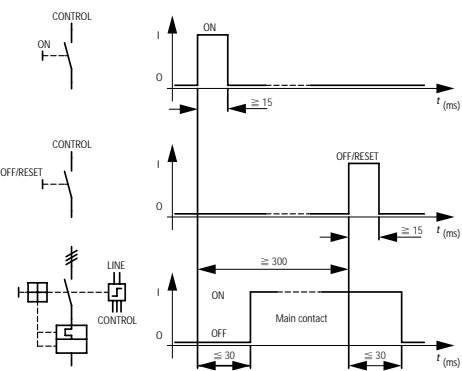 CONTROL
ON
I
ON
O
≧ 15
t (ms)
CONTROL
OFF/RESET
I
OFF/RESET
O
≧ 15
t (ms)
≧ 300
LINE
CONTROL
I
ON
Main contact
O
OFF
≦ 30
≦ 30
t (ms)